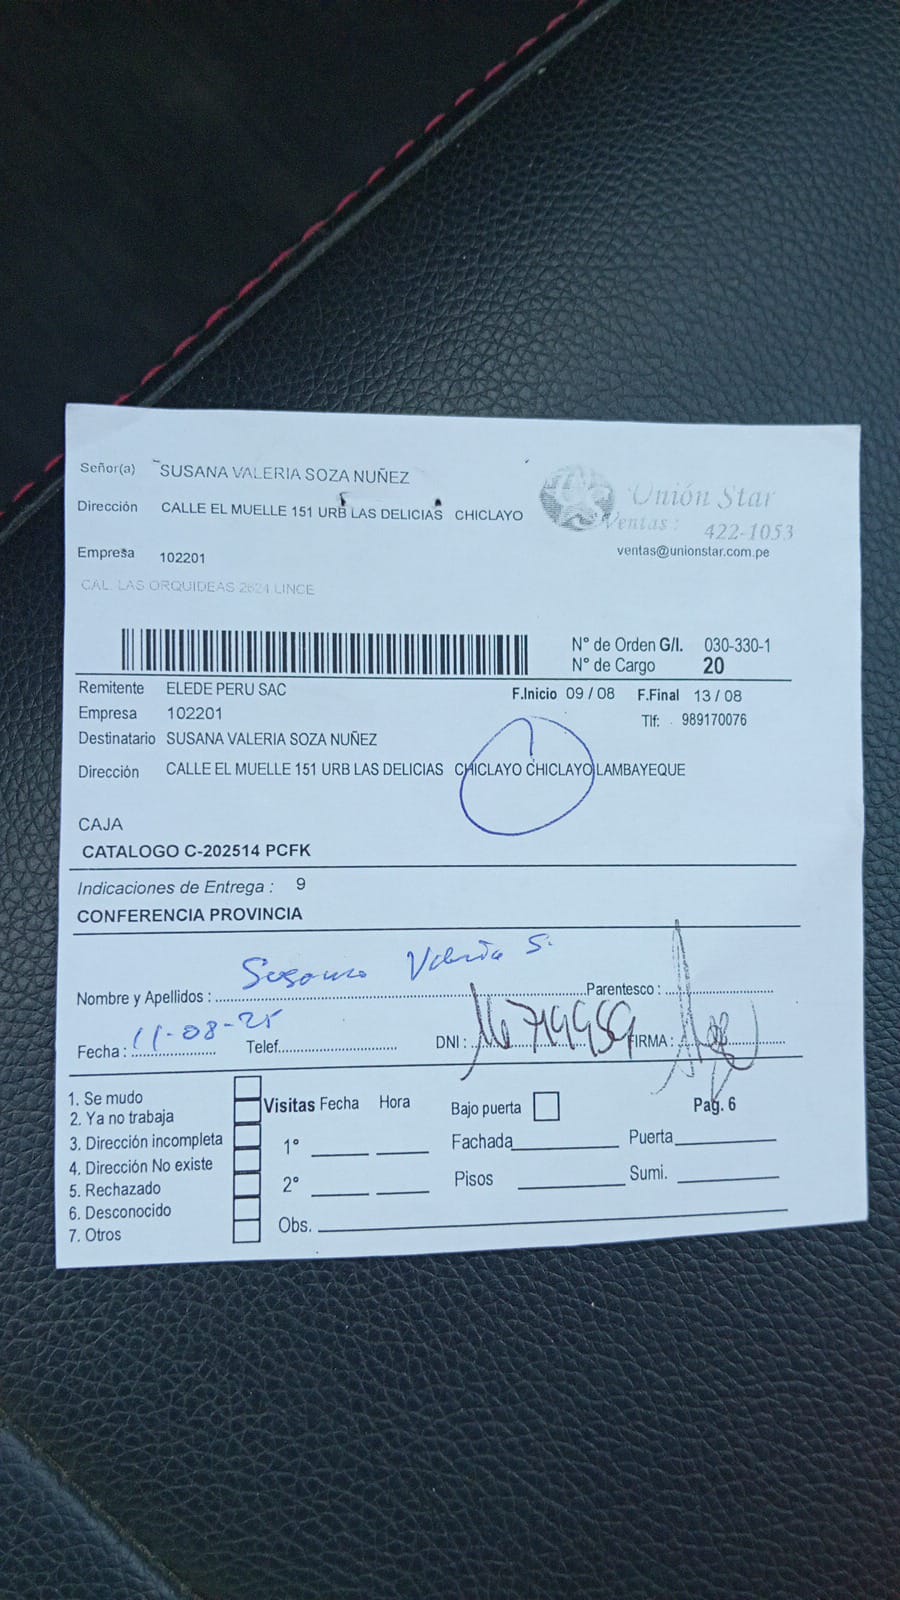 Señor(a) SUSANA VALERIA SOZA NUÑEZ
Unión Star
Dirección CALLE EL MUELLE 151 URB LAS DELICIAS CHICLAYO
Ventas : 422-1053
ventas@unionstar.com.pe
Empresa 102201
CAL. LAS ORQUIDEAS 2624 LINCE
N° de Orden G/I. 030-330-1
N° de Cargo 20
Remitente ELEDE PERU SAC
F.Inicio 09 / 08 F.Final 13 / 08
Empresa 102201
Tlf: 989170076
Destinatario SUSANA VALERIA SOZA NUÑEZ
Dirección CALLE EL MUELLE 151 URB LAS DELICIAS CHICLAYO CHICLAYO LAMBAYEQUE
CAJA
CATALOGO C-202514 PCFK
Indicaciones de Entrega : 9
CONFERENCIA PROVINCIA
Nombre y Apellidos : Susana Valeria S. Parentesco :
Fecha : 11-08-25 Telef. DNI : 16719959 FIRMA :
1. Se mudo
2. Ya no trabaja
3. Dirección incompleta
4. Dirección No existe
5. Rechazado
6. Desconocido
7. Otros
Visitas Fecha Hora Bajo puerta Pag. 6
1° Fachada Puerta
2° Pisos Sumi.
Obs.